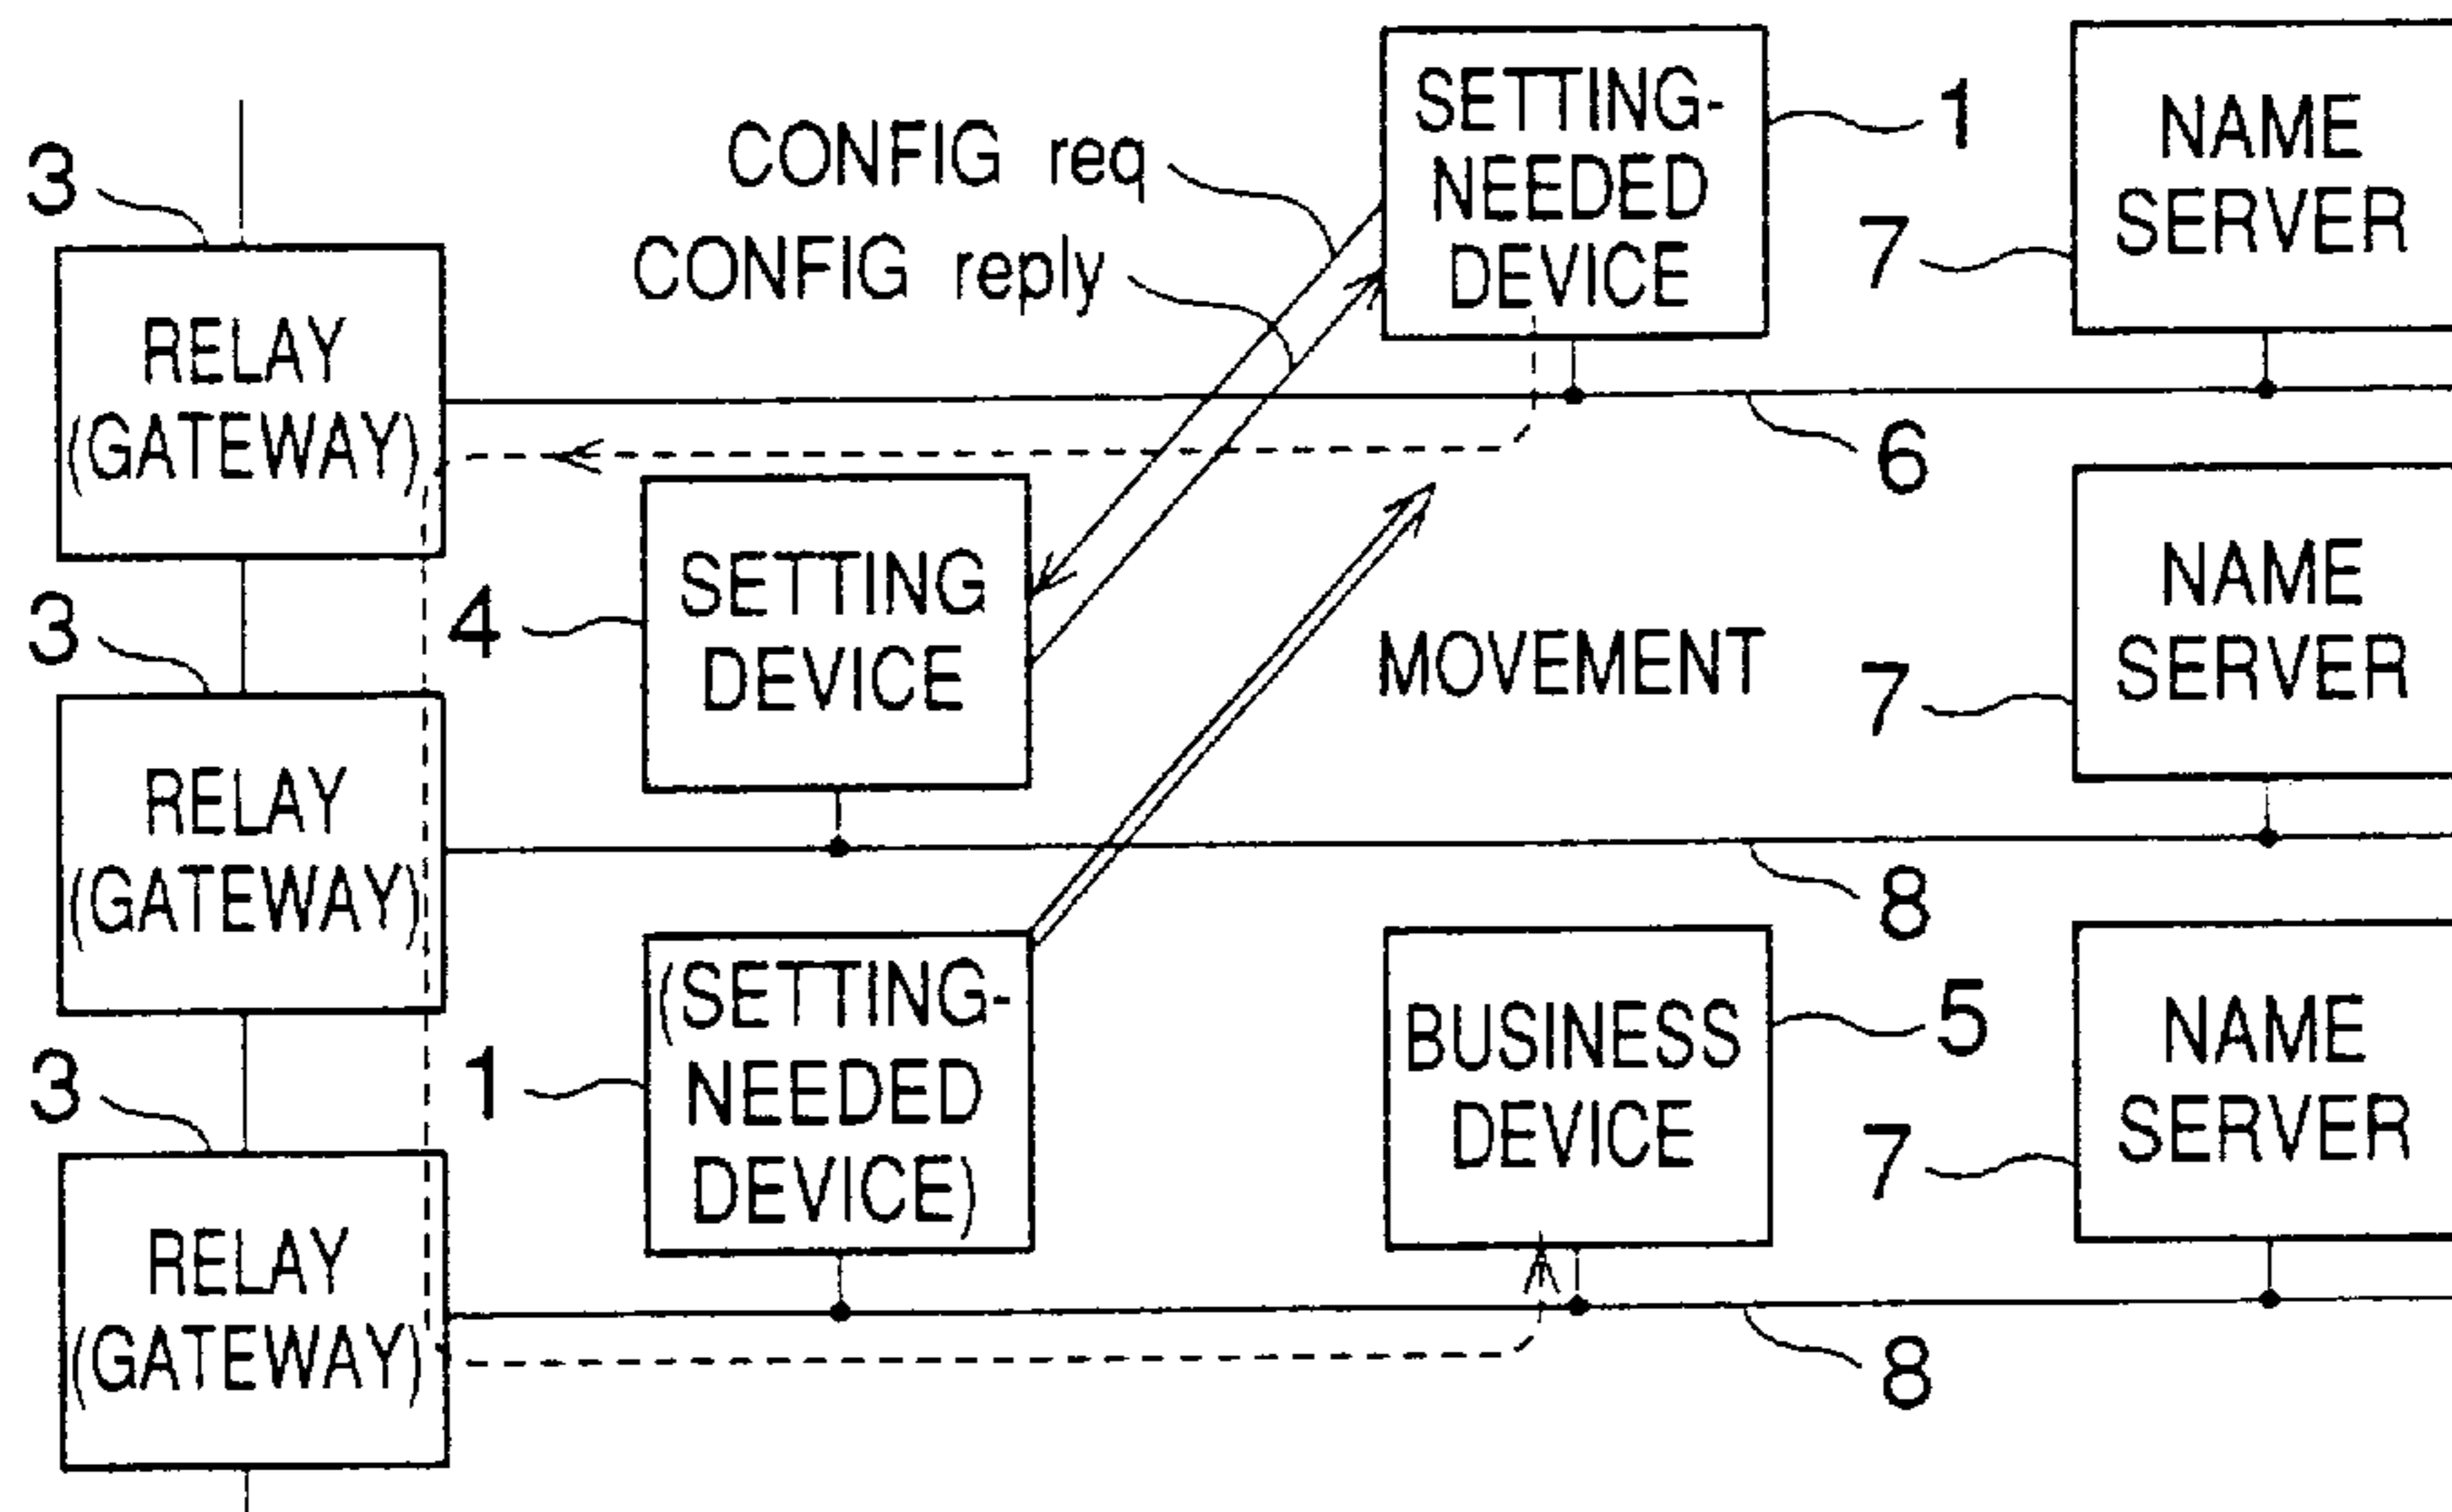 3
RELAY
(GATEWAY)
CONFIG req
CONFIG reply
SETTING-
NEEDED
DEVICE
1
7
NAME
SERVER
6
3
RELAY
(GATEWAY)
4
SETTING
DEVICE
MOVEMENT
7
NAME
SERVER
8
3
RELAY
(GATEWAY)
1
(SETTING-
NEEDED
DEVICE)
BUSINESS
DEVICE
5
7
NAME
SERVER
8